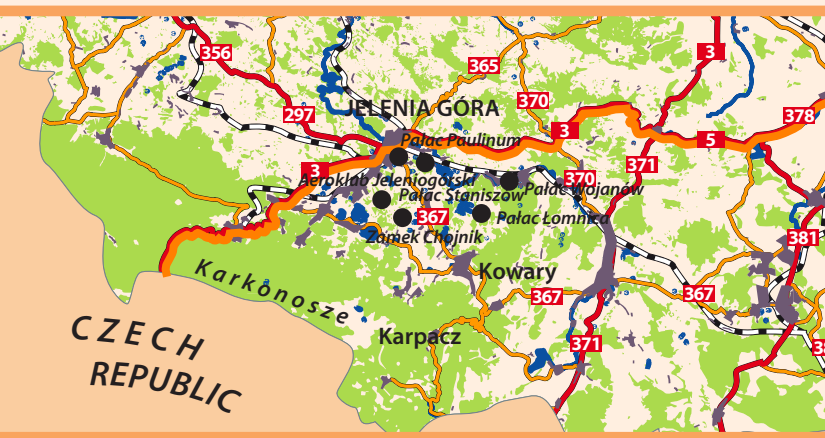 356
3
365
370
297
JELENIA GÓRA
378
3
5
Pałac Paulinum
371
3
370
Aeroklub Jeleniogórski
Pałac Wojanów
Pałac Staniszów
367
Pałac Łomnica
Zamek Chojnik
381
Karkonosze
Kowary
367
367
CZECH
REPUBLIC
Karpacz
371